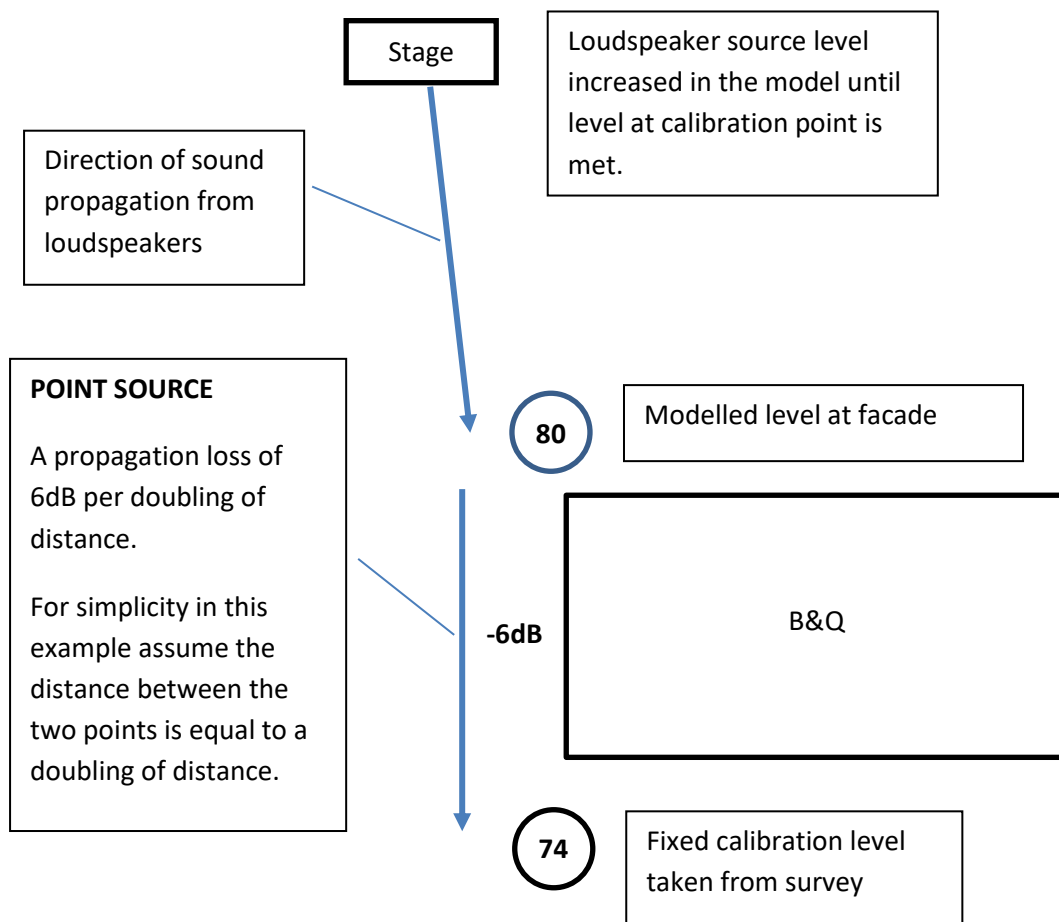 Stage
Loudspeaker source level
increased in the model until
level at calibration point is
met.
Direction of sound
propagation from
loudspeakers
POINT SOURCE
A propagation loss of
6dB per doubling of
distance.
For simplicity in this
example assume the
distance between the
two points is equal to a
doubling of distance.
80
Modelled level at facade
-6dB
B&Q
74
Fixed calibration level
taken from survey